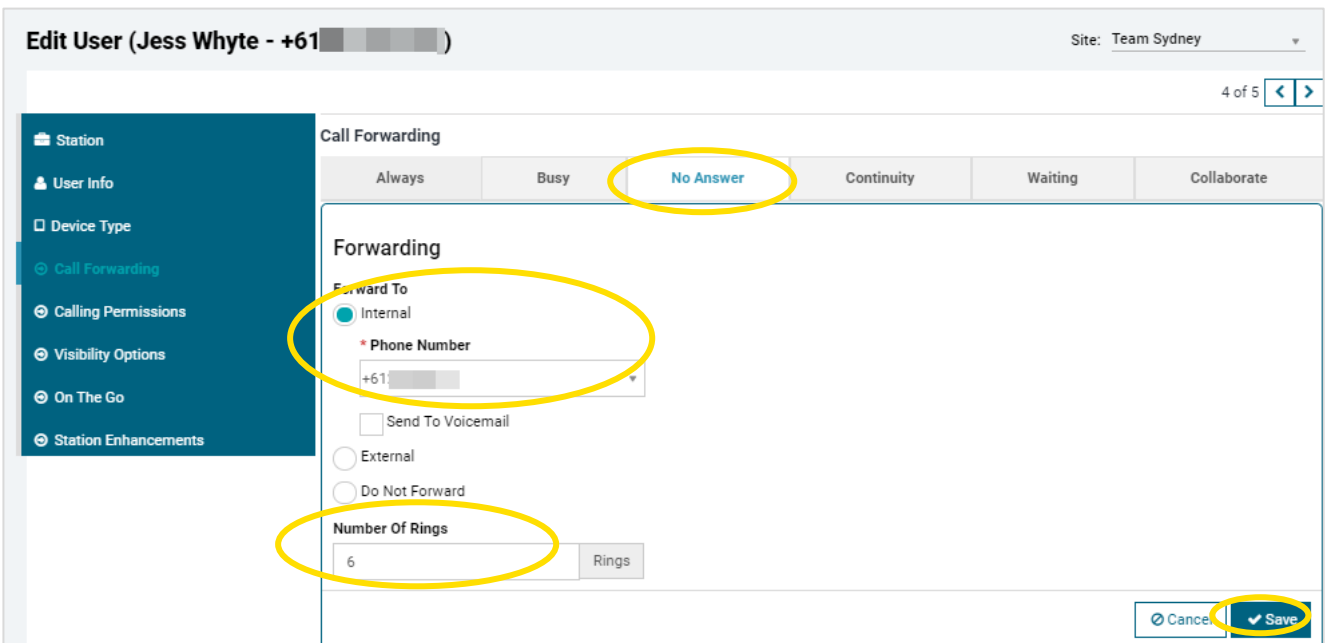 Edit User (Jess Whyte - +61 )
Site: Team Sydney
4 of 5
Station
User Info
Device Type
Call Forwarding
Calling Permissions
Visibility Options
On The Go
Station Enhancements
Call Forwarding
Always Busy No Answer Continuity Waiting Collaborate
Forwarding
Forward To
Internal
* Phone Number
+61
Send To Voicemail
External
Do Not Forward
Number Of Rings
6 Rings
Cancel Save